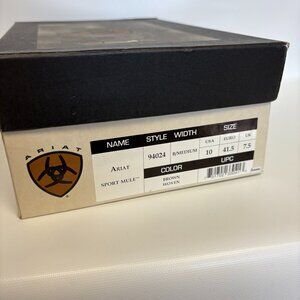 ARIAT
NAME STYLE WIDTH SIZE
USA EURO UK
ARIAT 94024 B/MEDIUM 10 41.5 7.5
SPORT MULE™ COLOR UPC
BROWN
WOVEN